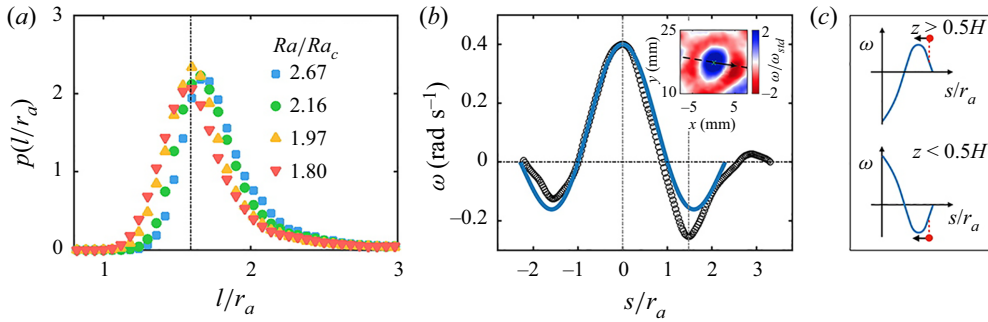 (a)
3
2
1
0
1
2
3
p(l/r_a)
l/r_a
Ra/Ra_c
2.67
2.16
1.97
1.80
(b)
0.4
0.2
0
−0.2
−2
−1
0
1
2
3
ω (rad s⁻¹)
s/r_a
25
10
y (mm)
−5
5
x (mm)
2
−2
ω/ω_std
(c)
z > 0.5H
ω
s/r_a
z < 0.5H
ω
s/r_a